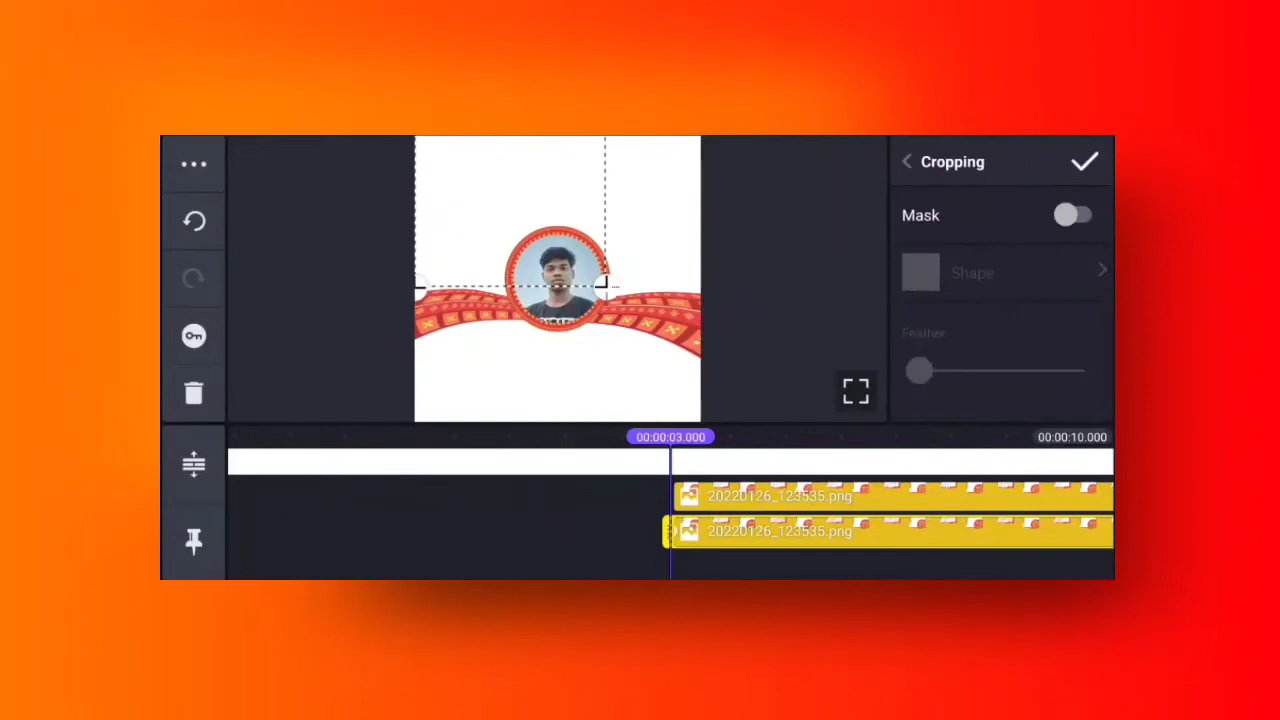 Cropping
Mask
Shape
Feather
00:00:03.000
00:00:10.000
20220126_123535.png
20220126_123535.png